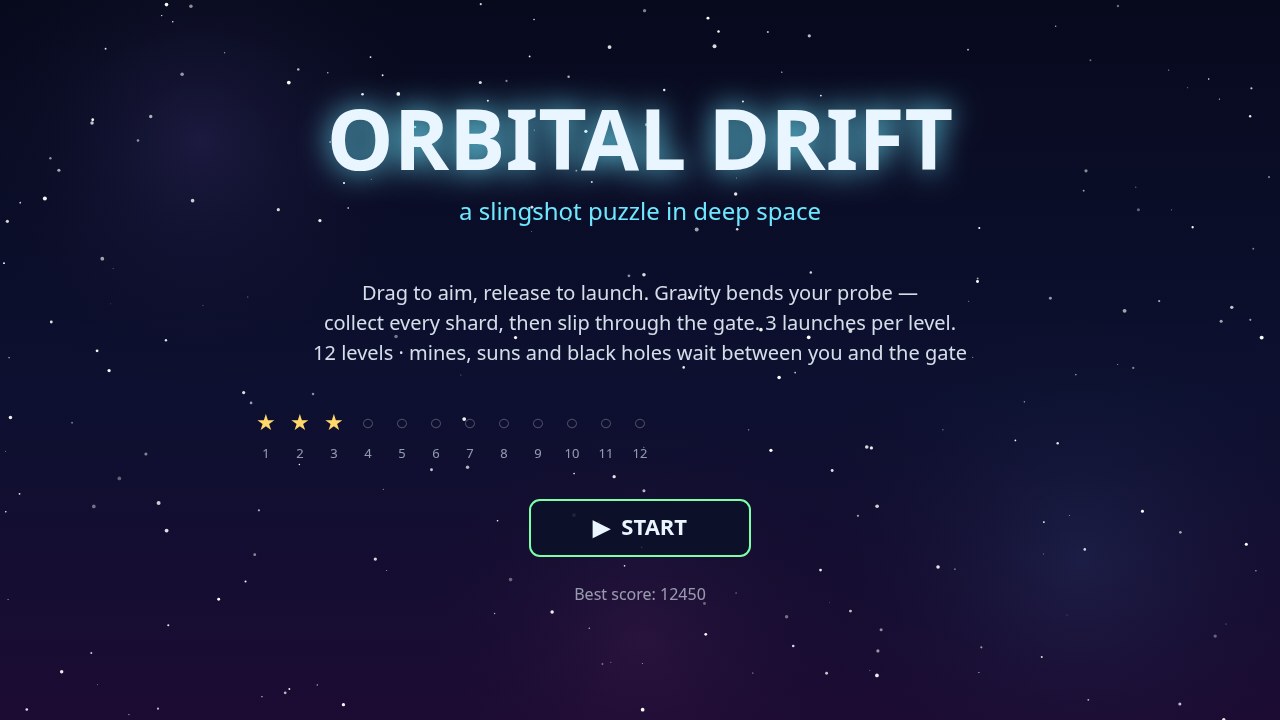 ORBITAL DRIFT
a slingshot puzzle in deep space
Drag to aim, release to launch. Gravity bends your probe —
collect every shard, then slip through the gate. 3 launches per level.
12 levels · mines, suns and black holes wait between you and the gate
★ ★ ★ ○ ○ ○ ○ ○ ○ ○ ○ ○
1 2 3 4 5 6 7 8 9 10 11 12
▶ START
Best score: 12450